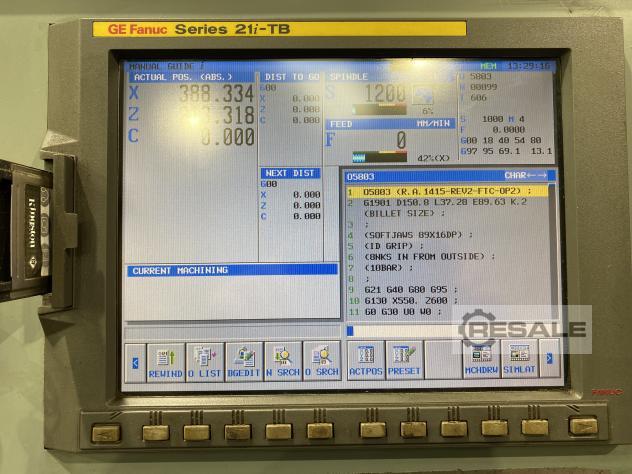 GE Fanuc Series 21i-TB
MANUAL GUIDE i MEM 13:29:16
ACTUAL POS. (ABS.)
X 388.334
Z .318
C 0.000
DIST TO GO
G00
X 0.000
Z 0.000
C 0.000
SPINDLE
S 1200
6%
FEED MM/MIN
F 0
42%(X)
O 5803
N 00099
T 606
S 1000 M 4
F 0.0000
G00 18 40 54 80
G97 95 69.1 13.1
NEXT DIST
G00
X 0.000
Z 0.000
C 0.000
CURRENT MACHINING
O5803 CHAR←→
1 O5803 (R.A.1415-REV2-FTC-OP2) ;
2 G1901 D150.8 L37.28 E89.63 K.2
(BILLET SIZE) ;
3 ;
4 (SOFTJAWS 89X16DP) ;
5 (ID GRIP) ;
6 (8NKS IN FROM OUTSIDE) ;
7 (10BAR) ;
8 ;
9 G21 G40 G80 G95 ;
10 G130 X550. Z600 ;
11 G0 G30 U0 W0 ;
< REWIND O LIST BGEDIT N SRCH O SRCH ACTPOS PRESET MCHDRW SIMLAT >
Kingston
RESALE
FANUC